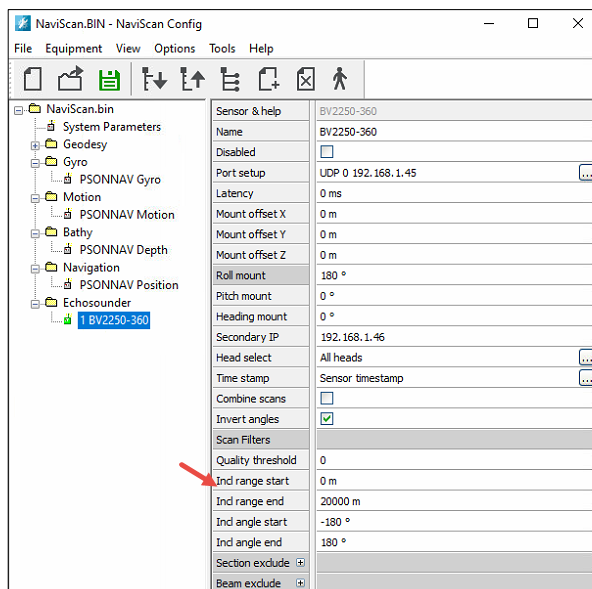 NaviScan.BIN - NaviScan Config
File Equipment View Options Tools Help
NaviScan.bin
System Parameters
Geodesy
Gyro
PSONNAV Gyro
Motion
PSONNAV Motion
Bathy
PSONNAV Depth
Navigation
PSONNAV Position
Echosounder
1 BV2250-360
Sensor & help BV2250-360
Name BV2250-360
Disabled
Port setup UDP 0 192.168.1.45 ...
Latency 0 ms
Mount offset X 0 m
Mount offset Y 0 m
Mount offset Z 0 m
Roll mount 180 °
Pitch mount 0 °
Heading mount 0 °
Secondary IP 192.168.1.46
Head select All heads ...
Time stamp Sensor timestamp ...
Combine scans
Invert angles
Scan Filters
Quality threshold 0
Incl range start 0 m
Incl range end 20000 m
Incl angle start -180 °
Incl angle end 180 °
Section exclude
Beam exclude